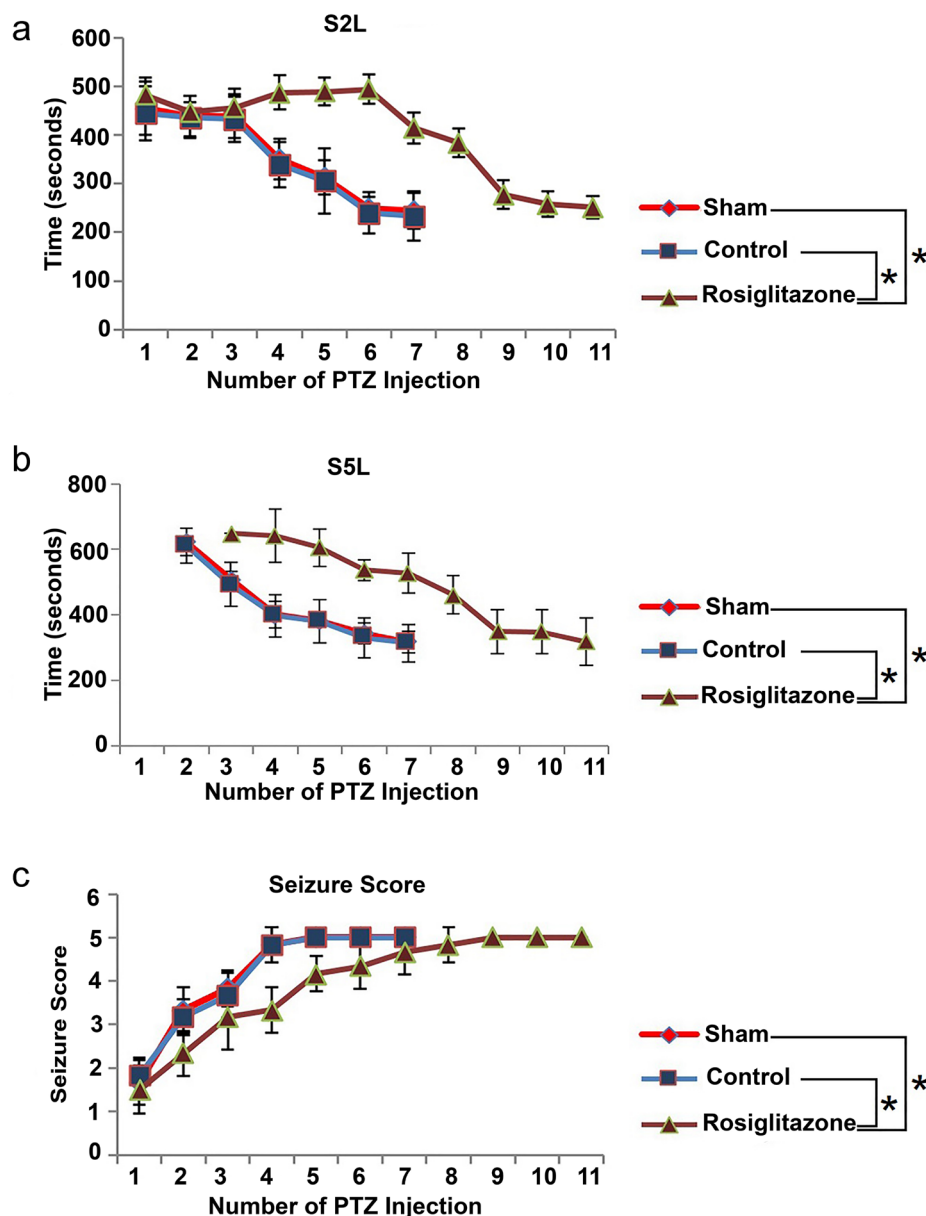 a
S2L
600
500
400
300
200
100
0
Time (seconds)
1 2 3 4 5 6 7 8 9 10 11
Number of PTZ Injection
Sham
Control
Rosiglitazone
*
*
b
S5L
800
600
400
200
0
Time (seconds)
1 2 3 4 5 6 7 8 9 10 11
Number of PTZ Injection
Sham
Control
Rosiglitazone
*
*
c
Seizure Score
6
5
4
3
2
1
0
Seizure Score
1 2 3 4 5 6 7 8 9 10 11
Number of PTZ Injection
Sham
Control
Rosiglitazone
*
*